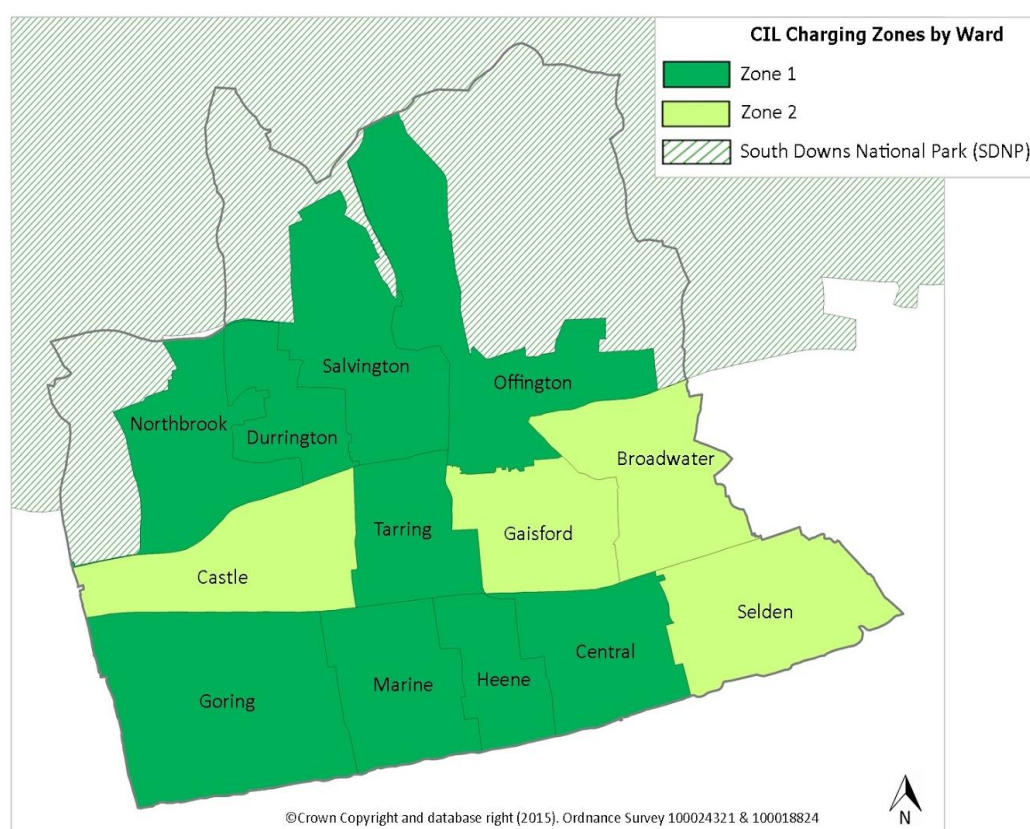 CIL Charging Zones by Ward
Zone 1
Zone 2
South Downs National Park (SDNP)
Salvington
Offington
Northbrook
Durrington
Broadwater
Tarring
Gaisford
Castle
Selden
Central
Goring
Marine
Heene
©Crown Copyright and database right (2015). Ordnance Survey 100024321 & 100018824
N